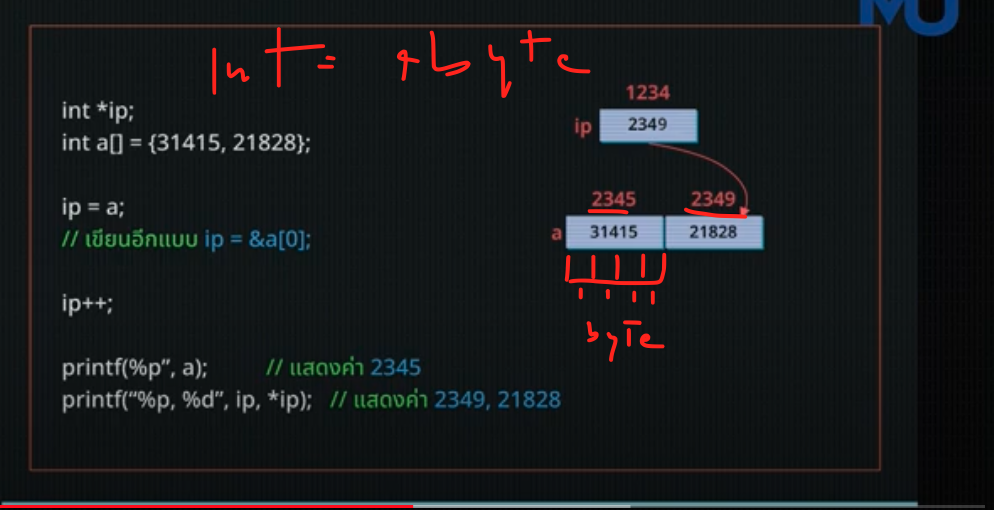 MU
Int = 4byte
int *ip;
int a[] = {31415, 21828};
ip = a;
// เขียนอีกแบบ ip = &a[0];
ip++;
printf(%p”, a); // แสดงค่า 2345
printf(“%p, %d”, ip, *ip); // แสดงค่า 2349, 21828
1234
ip 2349
2345 2349
a 31415 21828
byTe